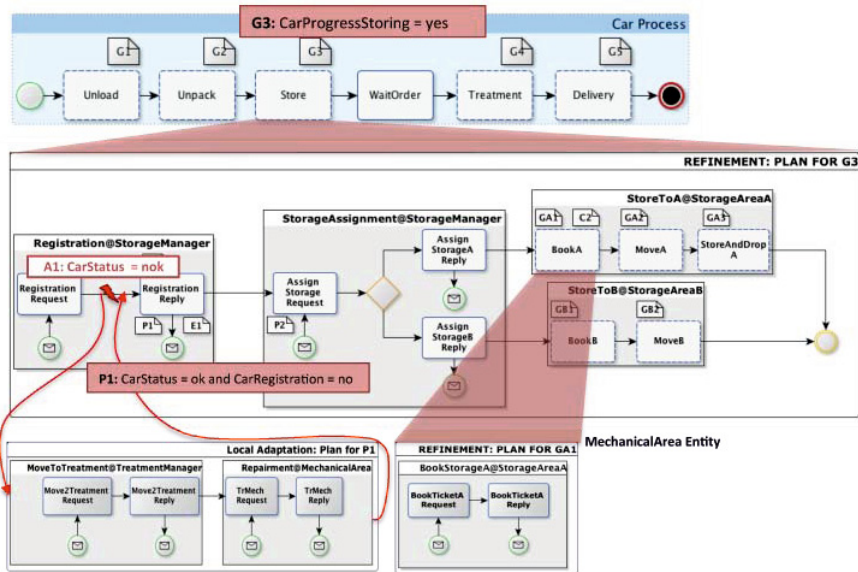 G3: CarProgressStoring = yes
Car Process
G1
G2
G3
G4
G5
Unload
Unpack
Store
WaitOrder
Treatment
Delivery
REFINEMENT: PLAN FOR G3
StoreToA@StorageAreaA
GA1
C2
GA2
GA3
BookA
MoveA
StoreAndDrop
A
StorageAssignment@StorageManager
Assign
StorageA
Reply
Registration@StorageManager
A1: CarStatus = nok
Registration
Request
Registration
Reply
P1
E1
Assign
Storage
Request
P2
Assign
StorageB
Reply
StoreToB@StorageAreaB
GB1
GB2
BookB
MoveB
P1: CarStatus = ok and CarRegistration = no
MechanicalArea Entity
Local Adaptation: Plan for P1
MoveToTreatment@TreatmentManager
Move2Treatment
Request
Move2Treatment
Reply
Repairment@MechanicalArea
TrMech
Request
TrMech
Reply
REFINEMENT: PLAN FOR GA1
BookStorageA@StorageAreaA
BookTicketA
Request
BookTicketA
Reply